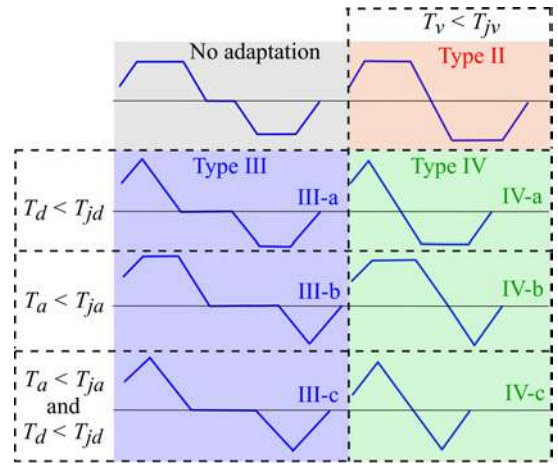 T_v < T_jv
No adaptation
Type II
Type III
Type IV
T_d < T_jd
III-a
IV-a
T_a < T_ja
III-b
IV-b
T_a < T_ja
and
T_d < T_jd
III-c
IV-c